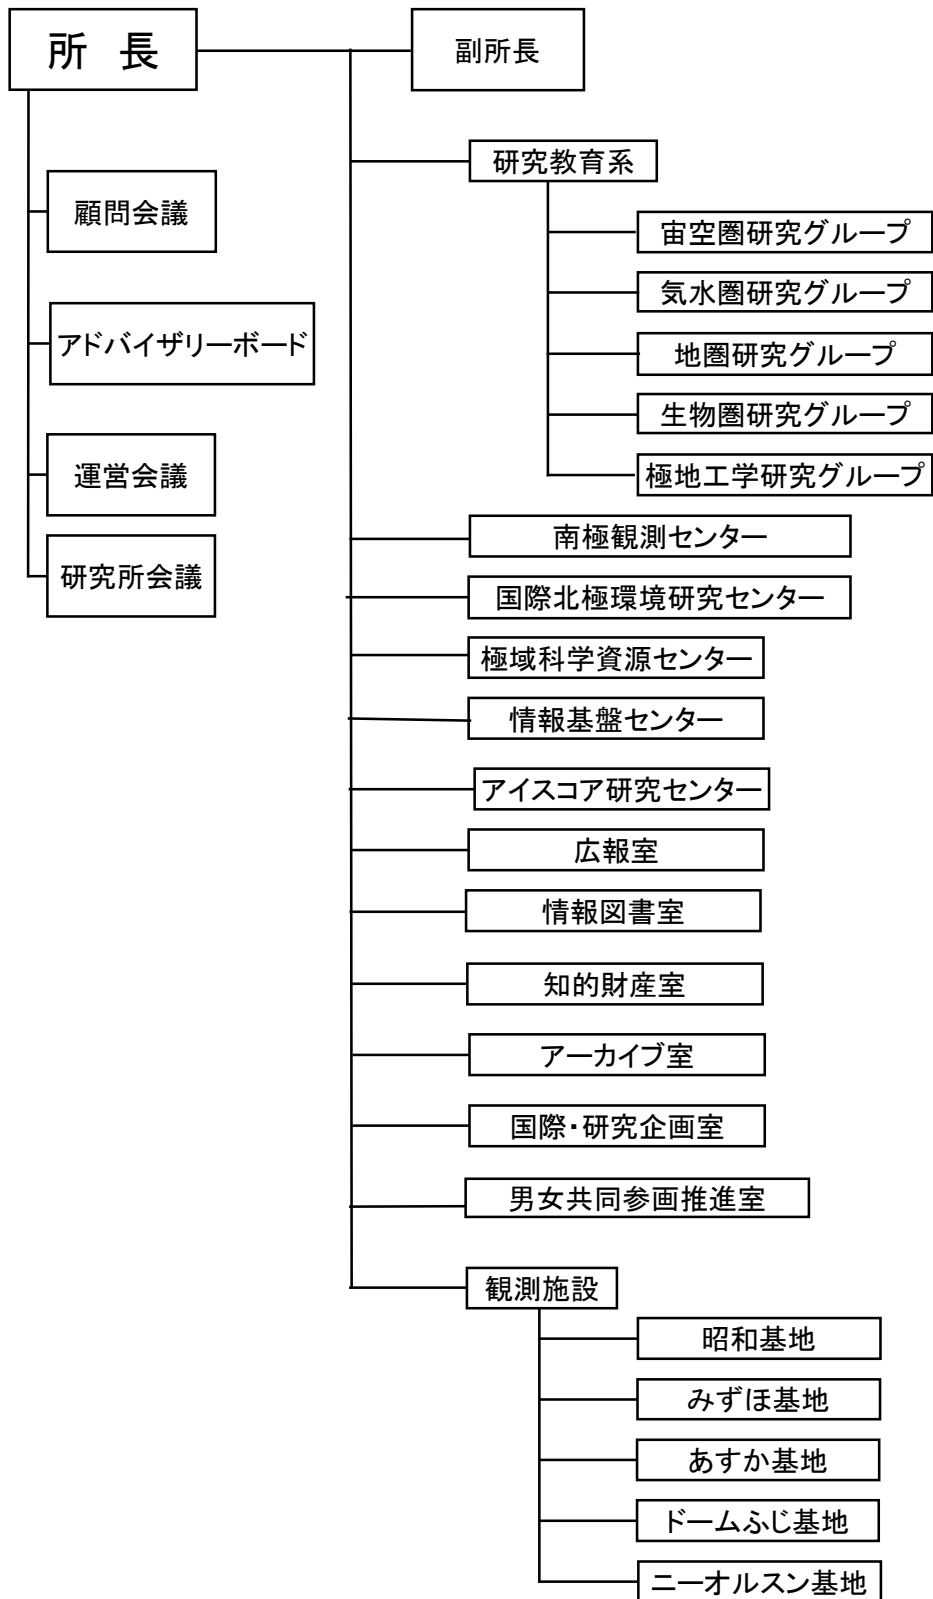 所 長
副所長
顧問会議
アドバイザリーボード
運営会議
研究所会議
研究教育系
宙空圏研究グループ
気水圏研究グループ
地圏研究グループ
生物圏研究グループ
極地工学研究グループ
南極観測センター
国際北極環境研究センター
極域科学資源センター
情報基盤センター
アイスコア研究センター
広報室
情報図書室
知的財産室
アーカイブ室
国際・研究企画室
男女共同参画推進室
観測施設
昭和基地
みずほ基地
あすか基地
ドームふじ基地
ニーオルスン基地